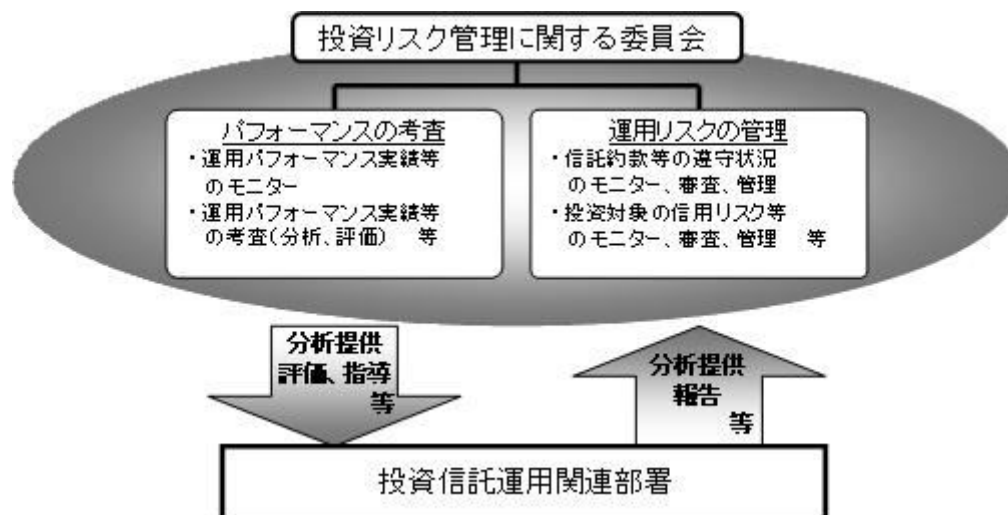 投資リスク管理に関する委員会
パフォーマンスの考査
・運用パフォーマンス実績等
のモニター
・運用パフォーマンス実績等
の考査(分析、評価) 等
運用リスクの管理
・信託約款等の遵守状況
のモニター、審査、管理
・投資対象の信用リスク等
のモニター、審査、管理 等
分析提供
評価、指導
等
分析提供
報告
等
投資信託運用関連部署